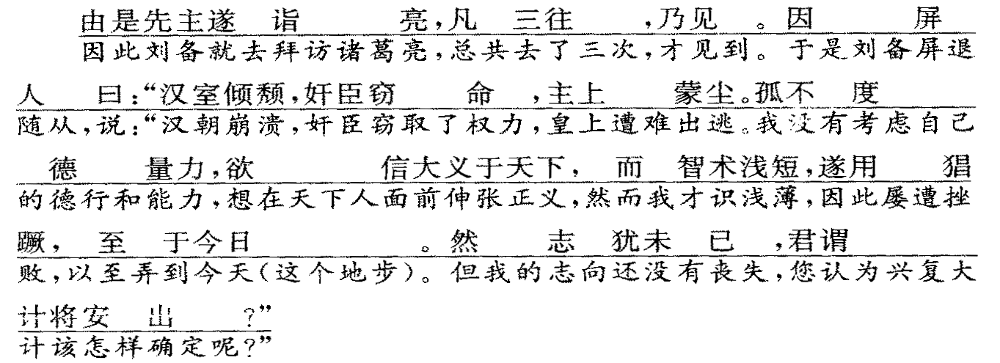 由是先主遂 诣 亮,凡 三往 ,乃见 。因 屏
因此刘备就去拜访诸葛亮,总共去了三次,才见到。于是刘备屏退
人 曰:“汉室倾颓,奸臣窃 命 ,主上 蒙尘。孤不 度
随从,说:“汉朝崩溃,奸臣窃取了权力,皇上遭难出逃。我没有考虑自己
德 量力,欲 信大义于天下, 而 智术浅短,遂用 猖
的德行和能力,想在天下人面前伸张正义,然而我才识浅薄,因此屡遭挫
蹶, 至 于今日 。然 志 犹未 已 ,君谓
败,以至弄到今天(这个地步)。但我的志向还没有丧失,您认为兴复大
计将安 出 ?”
计该怎样确定呢?”